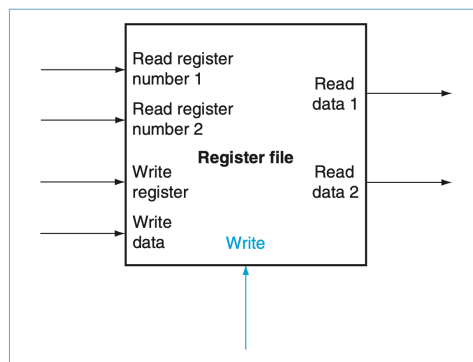 Read register
number 1
Read register
number 2
Write
register
Write
data
Register file
Read
data 1
Read
data 2
Write